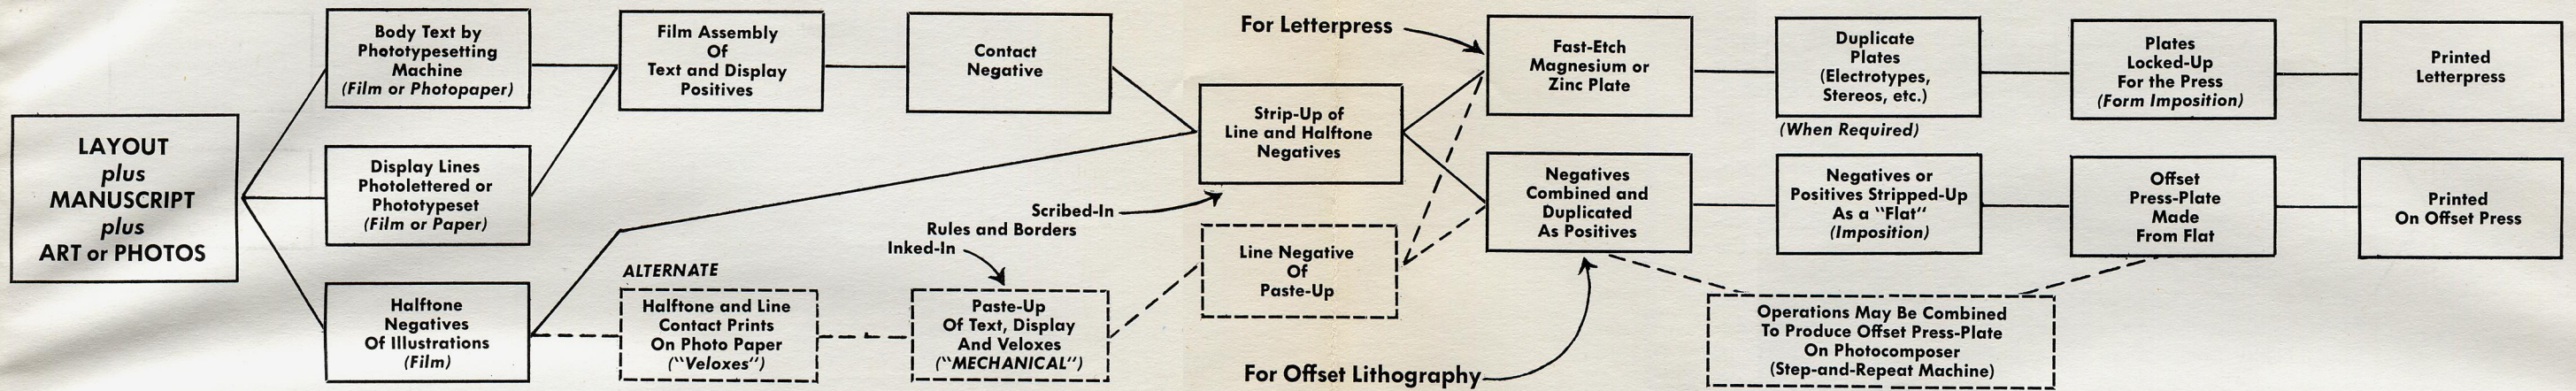 LAYOUT
plus
MANUSCRIPT
plus
ART or PHOTOS
Body Text by
Phototypesetting
Machine
(Film or Photopaper)
Display Lines
Photolettered or
Phototypeset
(Film or Paper)
Halftone
Negatives
Of Illustrations
(Film)
Film Assembly
Of
Text and Display
Positives
ALTERNATE
Halftone and Line
Contact Prints
On Photo Paper
("Veloxes")
Contact
Negative
Scribed-In
Rules and Borders
Inked-In
Paste-Up
Of Text, Display
And Veloxes
("MECHANICAL")
Strip-Up of
Line and Halftone
Negatives
Line Negative
Of
Paste-Up
For Letterpress
Fast-Etch
Magnesium or
Zinc Plate
Duplicate
Plates
(Electrotypes,
Stereos, etc.)
(When Required)
Plates
Locked-Up
For the Press
(Form Imposition)
Printed
Letterpress
For Offset Lithography
Negatives
Combined and
Duplicated
As Positives
Negatives or
Positives Stripped-Up
As a "Flat"
(Imposition)
Offset
Press-Plate
Made
From Flat
Printed
On Offset Press
Operations May Be Combined
To Produce Offset Press-Plate
On Photocomposer
(Step-and-Repeat Machine)